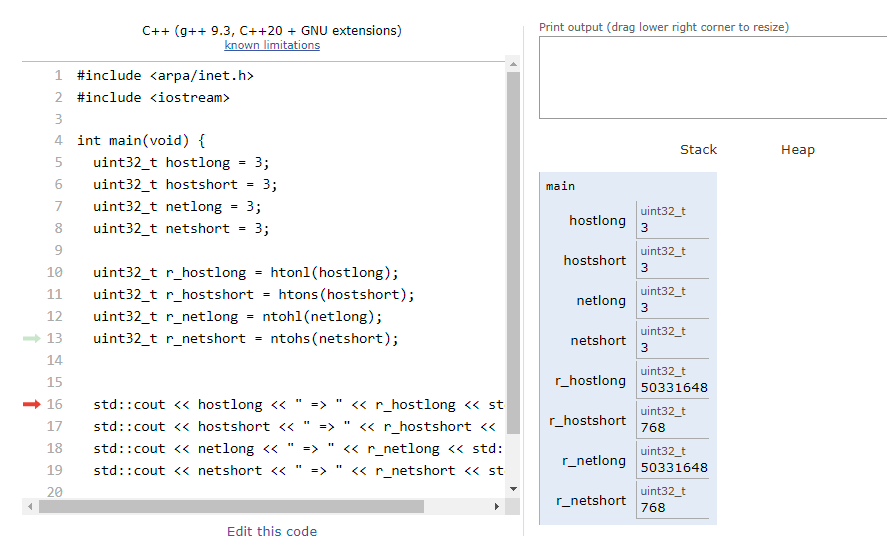 C++ (g++ 9.3, C++20 + GNU extensions)
known limitations
1 #include <arpa/inet.h>
2 #include <iostream>
3
4 int main(void) {
5 uint32_t hostlong = 3;
6 uint32_t hostshort = 3;
7 uint32_t netlong = 3;
8 uint32_t netshort = 3;
9
10 uint32_t r_hostlong = htonl(hostlong);
11 uint32_t r_hostshort = htons(hostshort);
12 uint32_t r_netlong = ntohl(netlong);
13 uint32_t r_netshort = ntohs(netshort);
14
15
16 std::cout << hostlong << " => " << r_hostlong << st
17 std::cout << hostshort << " => " << r_hostshort <<
18 std::cout << netlong << " => " << r_netlong << std:
19 std::cout << netshort << " => " << r_netshort << st
20
Edit this code
Print output (drag lower right corner to resize)
Stack Heap
main
uint32_t
hostlong 3
uint32_t
hostshort 3
uint32_t
netlong 3
uint32_t
netshort 3
uint32_t
r_hostlong 50331648
uint32_t
r_hostshort 768
uint32_t
r_netlong 50331648
uint32_t
r_netshort 768